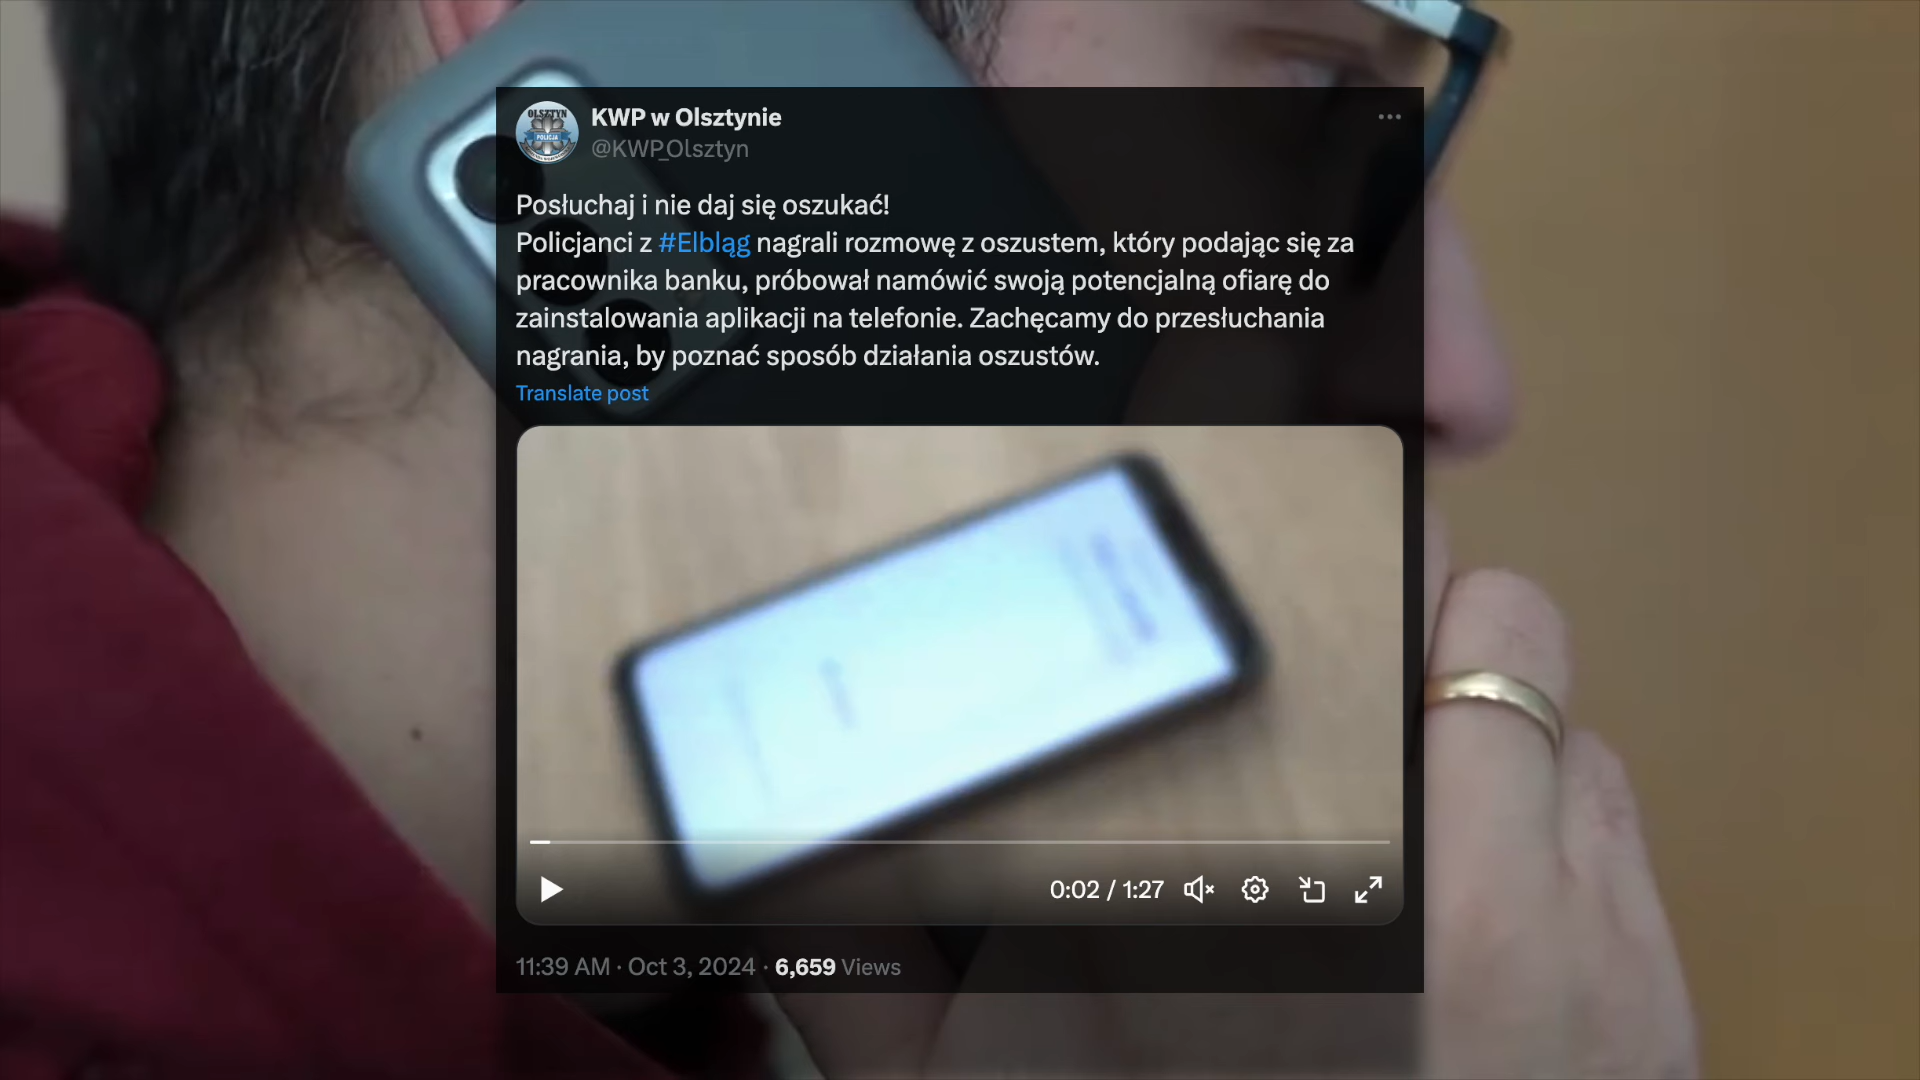 OLSZTYN
POLICJA
KWP w Olsztynie
@KWP_Olsztyn
Posłuchaj i nie daj się oszukać!
Policjanci z #Elbląg nagrali rozmowę z oszustem, który podając się za
pracownika banku, próbował namówić swoją potencjalną ofiarę do
zainstalowania aplikacji na telefonie. Zachęcamy do przesłuchania
nagrania, by poznać sposób działania oszustów.
Translate post
0:02 / 1:27
11:39 AM · Oct 3, 2024 · 6,659 Views